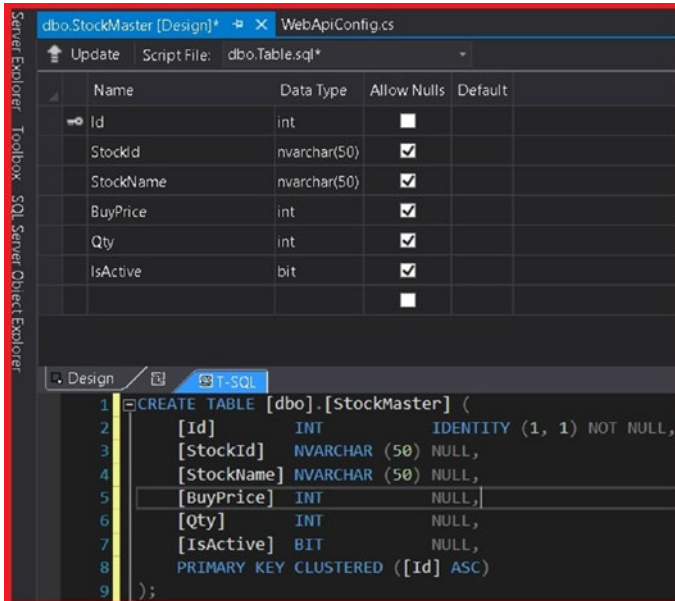 dbo.StockMaster [Design]* WebApiConfig.cs
Update Script File: dbo.Table.sql*
Server Explorer Toolbox SQL Server Object Explorer
Name Data Type Allow Nulls Default
Id int
StockId nvarchar(50)
StockName nvarchar(50)
BuyPrice int
Qty int
IsActive bit
Design T-SQL
1 CREATE TABLE [dbo].[StockMaster] (
2 [Id] INT IDENTITY (1, 1) NOT NULL,
3 [StockId] NVARCHAR (50) NULL,
4 [StockName] NVARCHAR (50) NULL,
5 [BuyPrice] INT NULL,
6 [Qty] INT NULL,
7 [IsActive] BIT NULL,
8 PRIMARY KEY CLUSTERED ([Id] ASC)
9 );